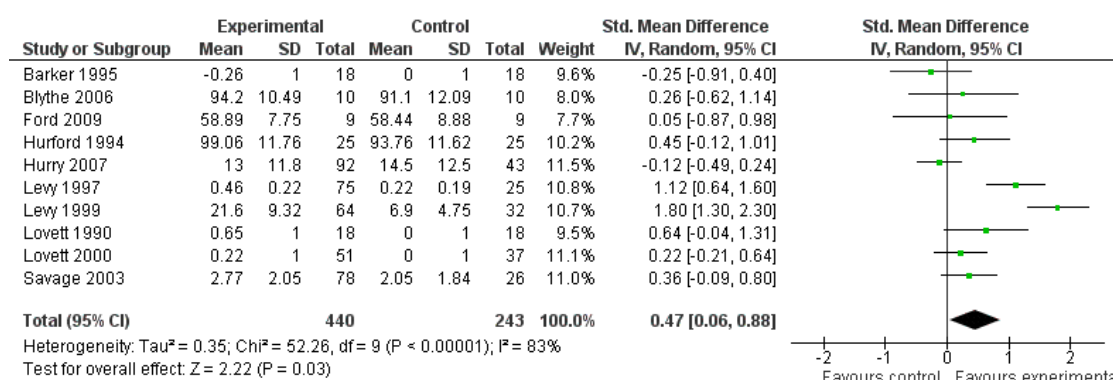 Experimental Control Std. Mean Difference Std. Mean Difference
Study or Subgroup Mean SD Total Mean SD Total Weight IV, Random, 95% CI IV, Random, 95% CI
Barker 1995 -0.26 1 18 0 1 18 9.6% -0.25 [-0.91, 0.40]
Blythe 2006 94.2 10.49 10 91.1 12.09 10 8.0% 0.26 [-0.62, 1.14]
Ford 2009 58.89 7.75 9 58.44 8.88 9 7.7% 0.05 [-0.87, 0.98]
Hurford 1994 99.06 11.76 25 93.76 11.62 25 10.2% 0.45 [-0.12, 1.01]
Hurry 2007 13 11.8 92 14.5 12.5 43 11.5% -0.12 [-0.49, 0.24]
Levy 1997 0.46 0.22 75 0.22 0.19 25 10.8% 1.12 [0.64, 1.60]
Levy 1999 21.6 9.32 64 6.9 4.75 32 10.7% 1.80 [1.30, 2.30]
Lovett 1990 0.65 1 18 0 1 18 9.5% 0.64 [-0.04, 1.31]
Lovett 2000 0.22 1 51 0 1 37 11.2% 0.22 [-0.21, 0.64]
Savage 2003 2.77 2.05 78 2.05 1.84 26 11.0% 0.36 [-0.09, 0.80]
Total (95% CI) 440 243 100.0% 0.47 [0.06, 0.88]
Heterogeneity: Tau² = 0.35; Chi² = 52.26, df = 9 (P < 0.00001); I² = 83%
Test for overall effect: Z = 2.22 (P = 0.03)
-2 -1 0 1 2
Favours control Favours experimenta